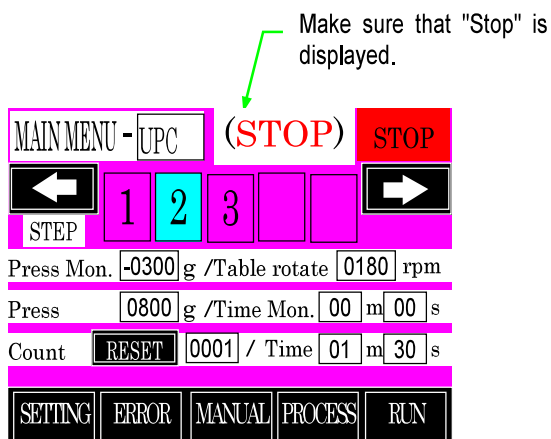 Make sure that "Stop" is
displayed.
MAIN MENU - UPC (STOP) STOP
1 2 3
STEP
Press Mon. -0300 g /Table rotate 0180 rpm
Press 0800 g /Time Mon. 00 m 00 s
Count RESET 0001 / Time 01 m 30 s
SETTING ERROR MANUAL PROCESS RUN